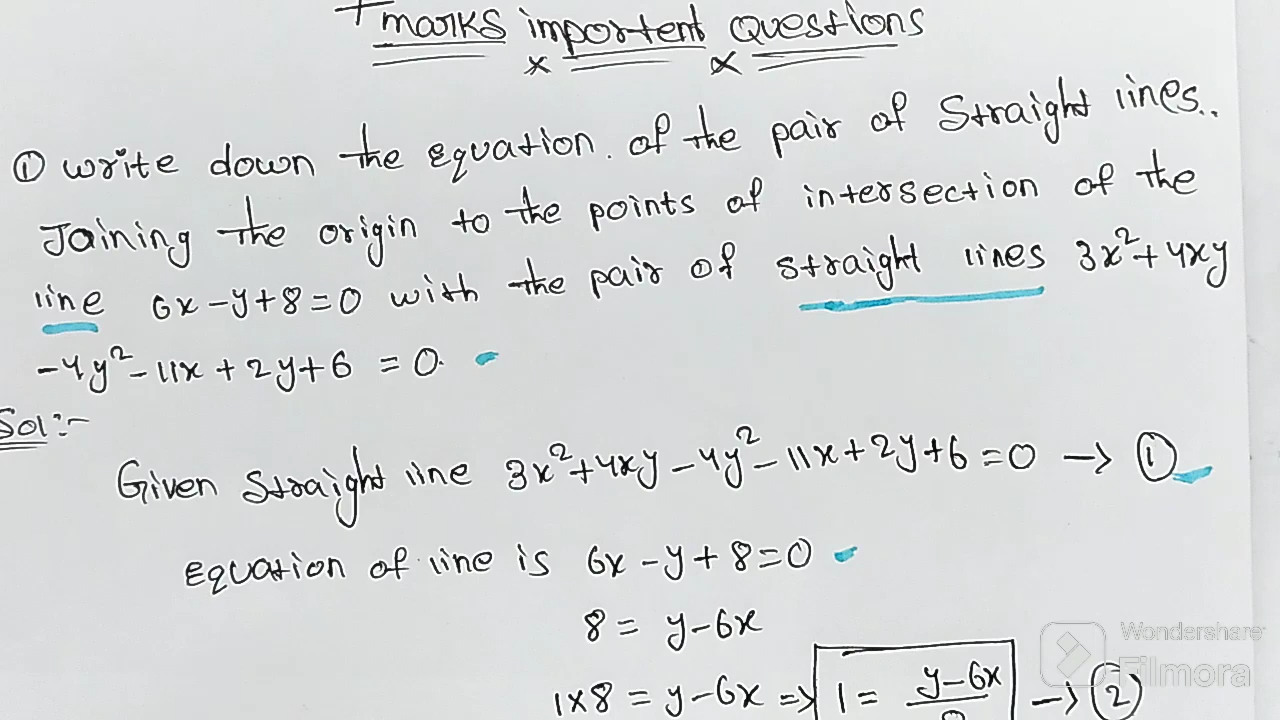 7 marks importent Questions
① write down the equation of the pair of Straight lines..
Joining the origin to the points of intersection of the
line 6x-y+8=0 with the pair of straight lines 3x²+4xy
-4y²-11x+2y+6 =0.
Sol:-
Given Straight line 3x²+4xy-4y²-11x+2y+6=0 → ①
equation of line is 6x-y+8=0
8= y-6x
1x8 = y-6x => 1 = y-6x/8 → ②
Wondershare
Filmora